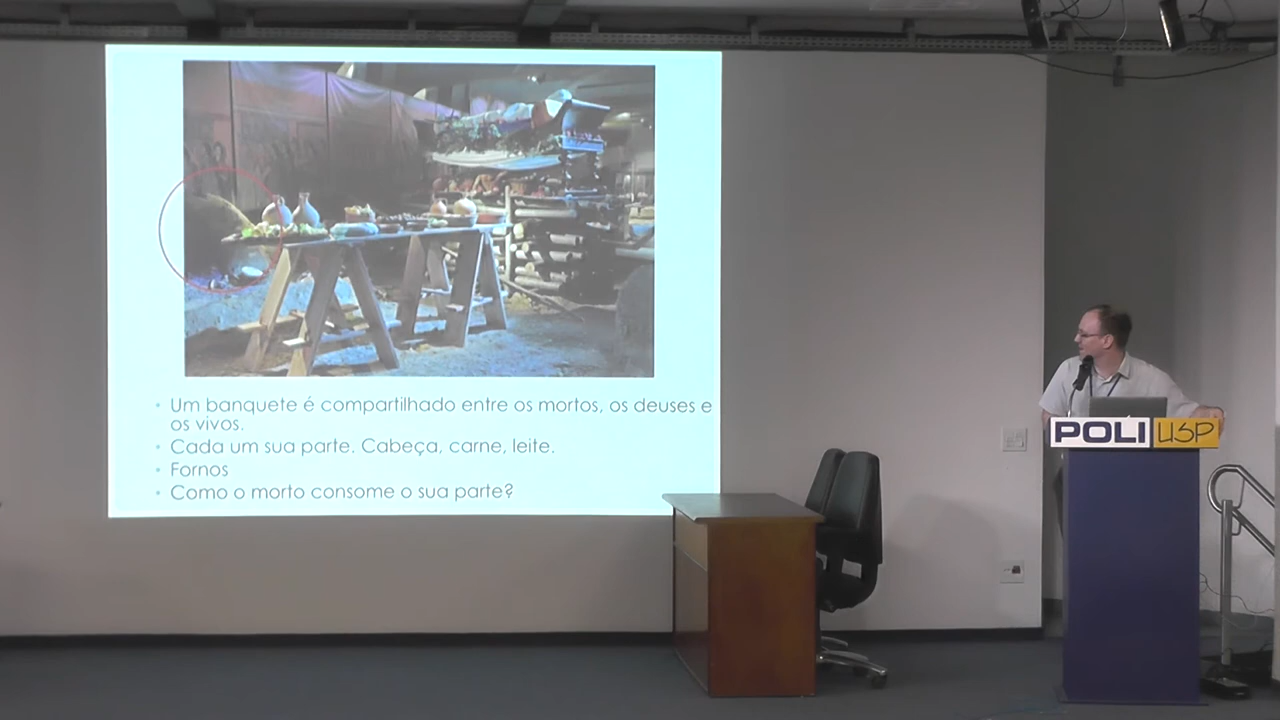 Um banquete é compartilhado entre os mortos, os deuses e
os vivos.
Cada um sua parte. Cabeça, carne, leite.
Fornos
Como o morto consome o sua parte?
POLI USP